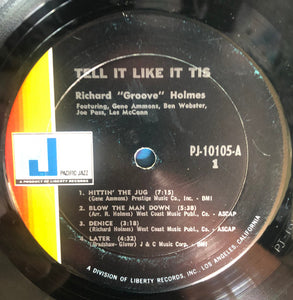 TELL IT LIKE IT TIS
Richard "Groove" Holmes
Featuring, Gene Ammons, Ben Webster,
Joe Pass, Les McCann
J
PACIFIC JAZZ
A PRODUCT OF LIBERTY RECORDS
PJ-10105-A
1
1. HITTIN' THE JUG (7:15)
(Gene Ammons) Prestige Music Co., Inc. - BMI
2. BLOW THE MAN DOWN (5:38)
(Arr. R. Holmes) West Coast Music Publ., Co. - ASCAP
3. DENICE (3:18)
(Richard Holmes) West Coast Music Publ., Co. - ASCAP
4. LATER (4:32)
(Bradshaw-Glover) J & C Music Corp. - BMI
A DIVISION OF LIBERTY RECORDS, INC. LOS ANGELES, CALIFORNIA